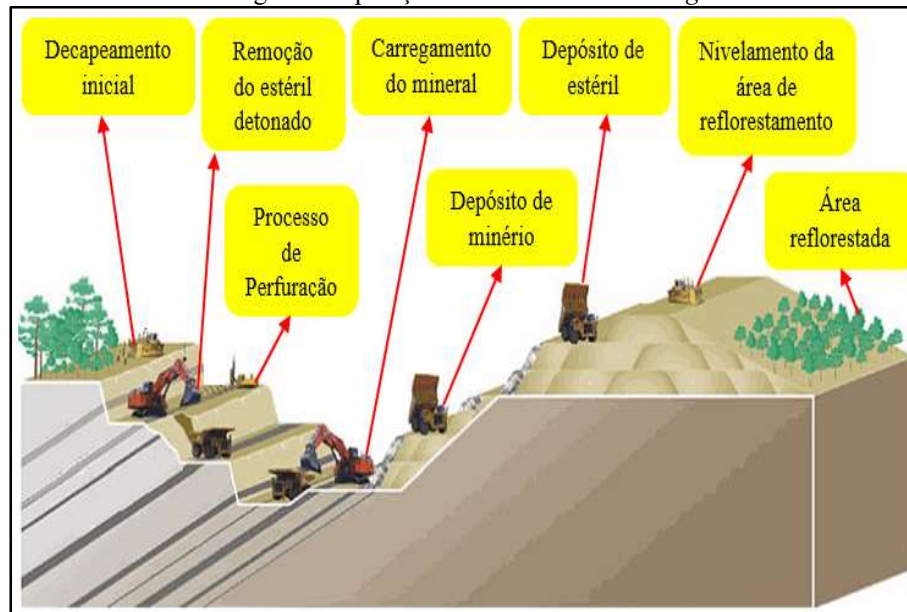 Decapeamento
inicial
Remoção
do estéril
detonado
Carregamento
do mineral
Depósito de
estéril
Nivelamento da
área de
reflorestamento
Processo
de
Perfuração
Depósito de
minério
Área
reflorestada